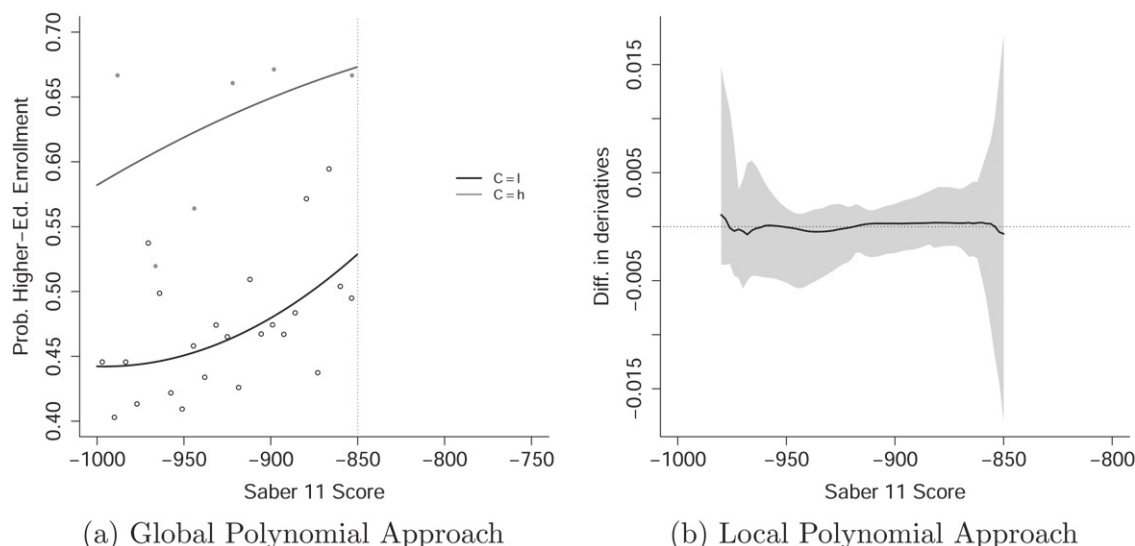 Prob. Higher−Ed. Enrollment
0.70
0.65
0.60
0.55
0.50
0.45
0.40
C = l
C = h
−1000 −950 −900 −850 −800 −750
Saber 11 Score
(a) Global Polynomial Approach
Diff. in derivatives
0.015
0.005
−0.005
−0.015
−1000 −950 −900 −850 −800
Saber 11 Score
(b) Local Polynomial Approach